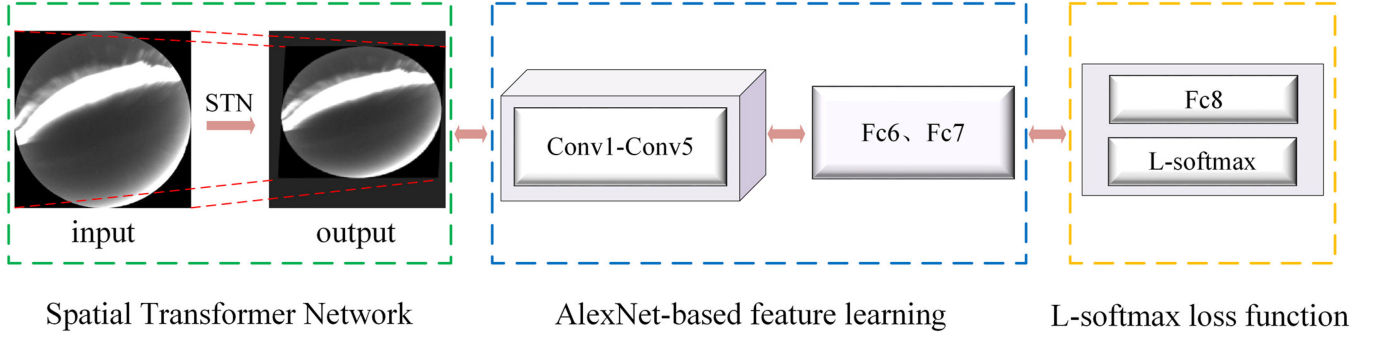 STN
input
output
Conv1-Conv5
Fc6、Fc7
Fc8
L-softmax
Spatial Transformer Network
AlexNet-based feature learning
L-softmax loss function